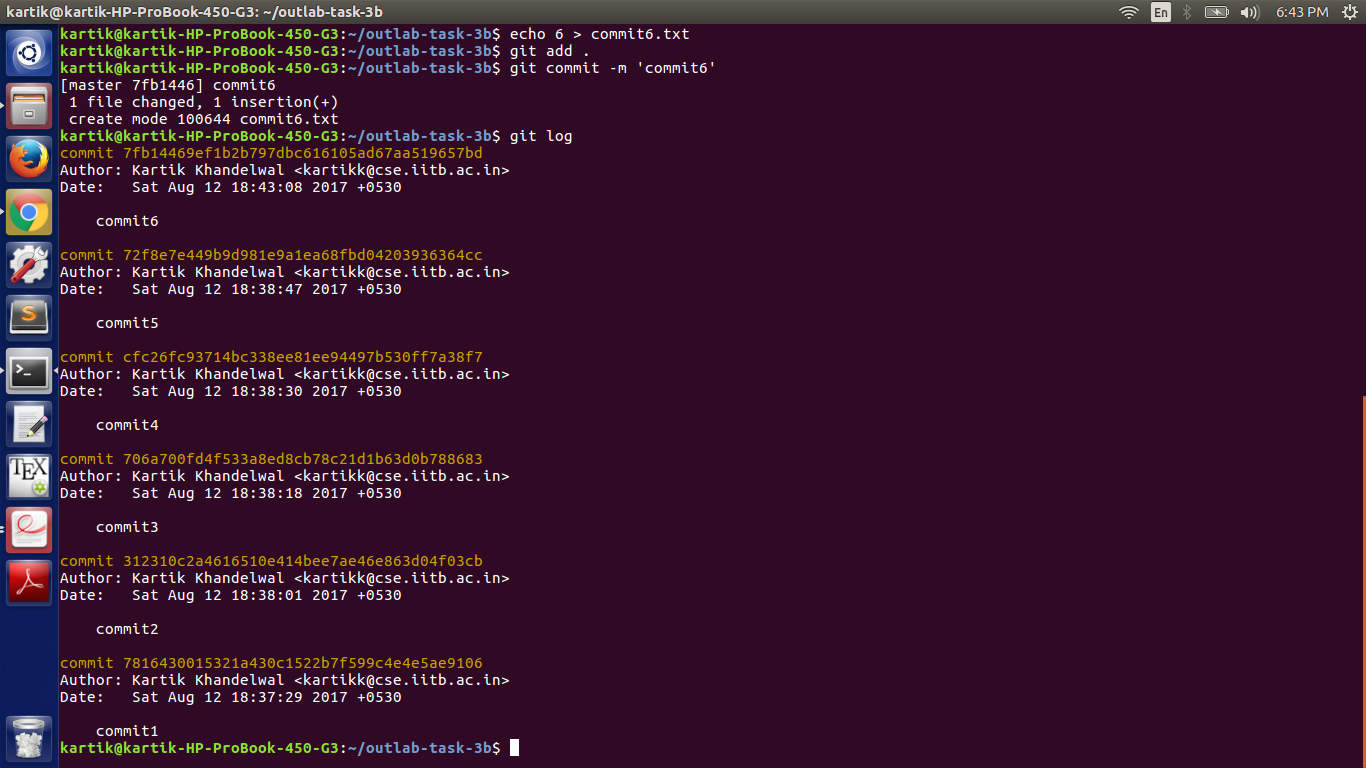 kartik@kartik-HP-ProBook-450-G3: ~/outlab-task-3b
En
6:43 PM
kartik@kartik-HP-ProBook-450-G3:~/outlab-task-3b$ echo 6 > commit6.txt
kartik@kartik-HP-ProBook-450-G3:~/outlab-task-3b$ git add .
kartik@kartik-HP-ProBook-450-G3:~/outlab-task-3b$ git commit -m 'commit6'
[master 7fb1446] commit6
 1 file changed, 1 insertion(+)
 create mode 100644 commit6.txt
kartik@kartik-HP-ProBook-450-G3:~/outlab-task-3b$ git log
commit 7fb14469ef1b2b797dbc616105ad67aa519657bd
Author: Kartik Khandelwal <kartikk@cse.iitb.ac.in>
Date:   Sat Aug 12 18:43:08 2017 +0530
    commit6
commit 72f8e7e449b9d981e9a1ea68fbd04203936364cc
Author: Kartik Khandelwal <kartikk@cse.iitb.ac.in>
Date:   Sat Aug 12 18:38:47 2017 +0530
    commit5
commit cfc26fc93714bc338ee81ee94497b530ff7a38f7
Author: Kartik Khandelwal <kartikk@cse.iitb.ac.in>
Date:   Sat Aug 12 18:38:30 2017 +0530
    commit4
commit 706a700fd4f533a8ed8cb78c21d1b63d0b788683
Author: Kartik Khandelwal <kartikk@cse.iitb.ac.in>
Date:   Sat Aug 12 18:38:18 2017 +0530
    commit3
commit 312310c2a4616510e414bee7ae46e863d04f03cb
Author: Kartik Khandelwal <kartikk@cse.iitb.ac.in>
Date:   Sat Aug 12 18:38:01 2017 +0530
    commit2
commit 7816430015321a430c1522b7f599c4e4e5ae9106
Author: Kartik Khandelwal <kartikk@cse.iitb.ac.in>
Date:   Sat Aug 12 18:37:29 2017 +0530
    commit1
kartik@kartik-HP-ProBook-450-G3:~/outlab-task-3b$
S
>_
TEX